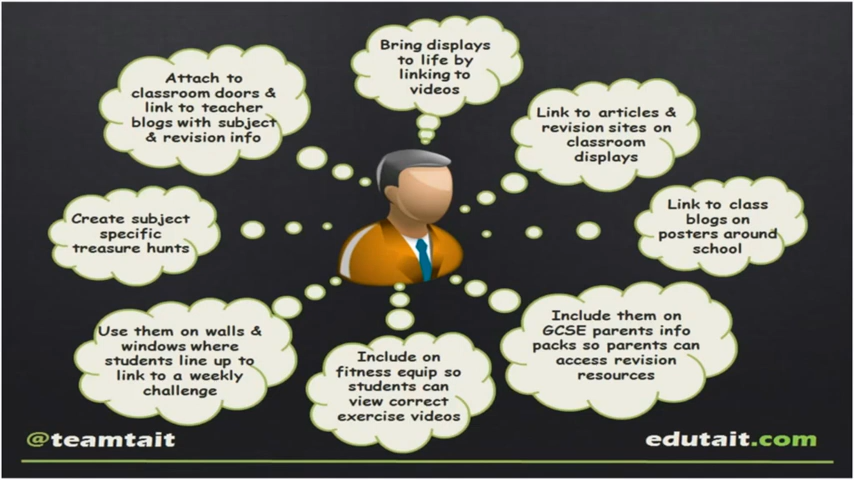 Bring displays
to life by
linking to
videos
Attach to
classroom doors &
link to teacher
blogs with subject
& revision info
Link to articles &
revision sites on
classroom
displays
Create subject
specific
treasure hunts
Link to class
blogs on
posters around
school
Use them on walls &
windows where
students line up to
link to a weekly
challenge
Include on
fitness equip so
students can
view correct
exercise videos
Include them on
GCSE parents info
packs so parents can
access revision
resources
@teamtait
edutait.com